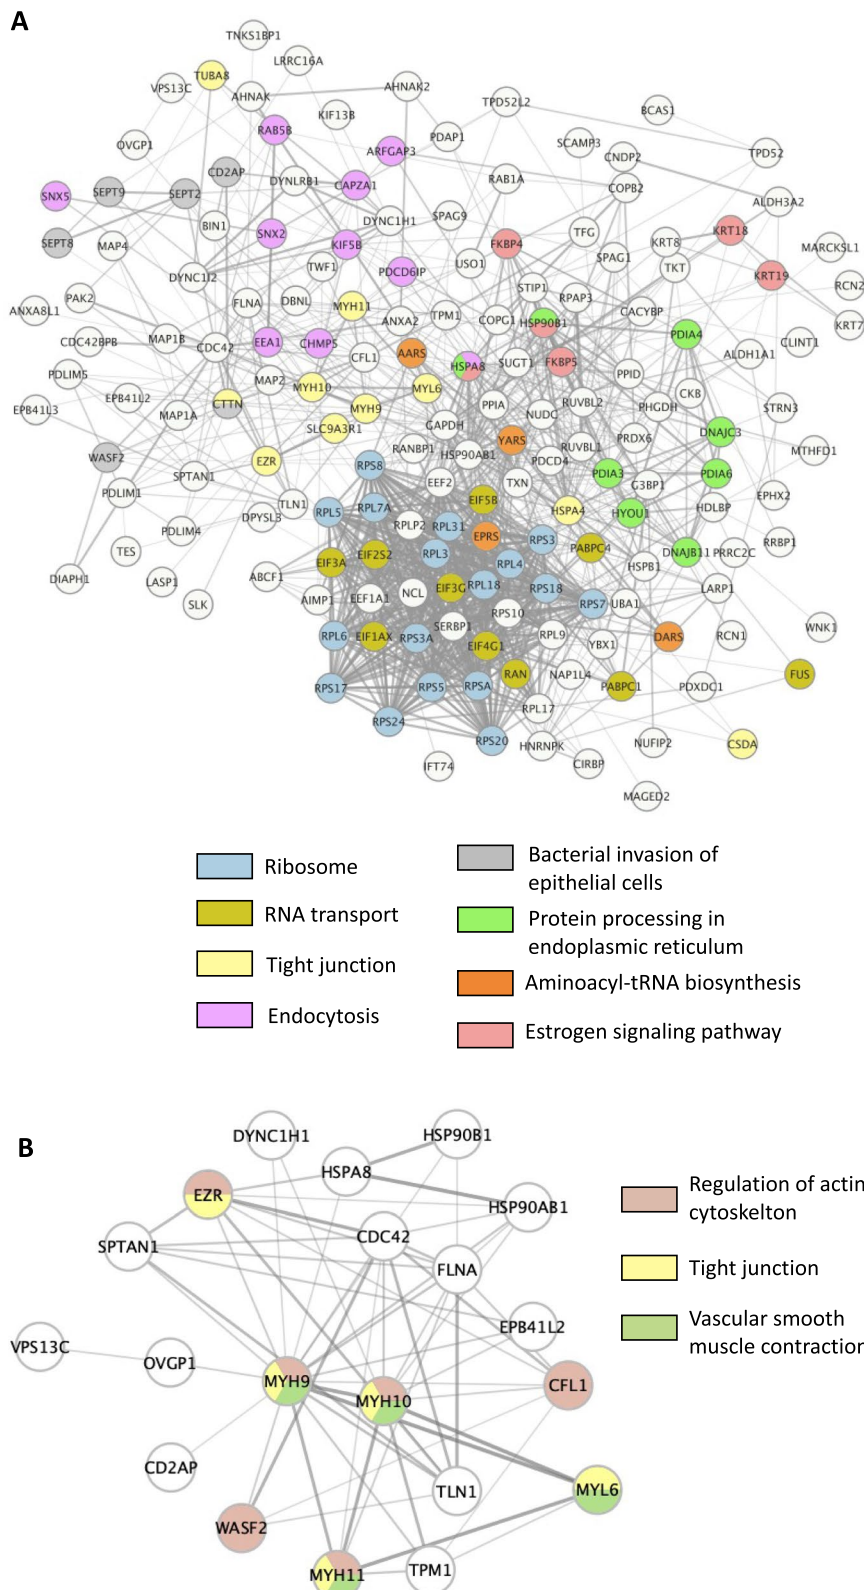 A
TNKS1BP1
LRRC16A
TUBA8
VPS13C
AHNAK
AHNAK2
TPD52L2
BCAS1
KIF13B
RAB5B
PDAP1
OVGP1
ARFGAP3
SCAMP3
CNDP2
TPD52
CD2AP
DYNLRB1
CAPZA1
RAB1A
COPB2
SNX5
SEPT9
SEPT2
ALDH3A2
BIN1
DYNC1H1
SPAG9
SNX2
KIF5B
FKBP4
TFG
KRT18
SEPT8
MAP4
KRT8
MARCKSL1
SPAG1
TWF1
PDCD6IP
USO1
TKT
KRT19
DYNC1I2
STIP1
RCN2
PAK2
FLNA
DBNL
MYH11
RPAP3
ANXA8L1
ANXA2
TPM1
COPG1
HSP90B1
CACYBP
KRT7
CDC42BPB
MAP1B
CDC42
EEA1
CHMP5
PDIA4
CLINT1
CFL1
AARS
HSPA8
SUGT1
FKBP5
ALDH1A1
PDLIM5
MAP2
MYH10
MYL6
PPID
CKB
EPB41L2
CTTN
PPIA
RUVBL2
PHGDH
EPB41L3
MAP1A
MYH9
NUDC
STRN3
SLC9A3R1
GAPDH
DNAJC3
YARS
RUVBL1
PRDX6
MTHFD1
WASF2
EZR
RPS8
RANBP1
HSP90AB1
PDCD4
SPTAN1
EEF2
TXN
PDIA3
G3BP1
PDIA6
PDLIM1
TLN1
RPL5
RPL7A
EIF5B
HSPA4
HYOU1
HDLBP
EPHX2
DPYSL3
RPLP2
RPL31
PDLIM4
EPRS
RPS3
PABPC4
RRBP1
TES
EIF3A
EIF2S2
RPL3
DNAJB11
PRRC2C
RPL4
HSPB1
DIAPH1
LASP1
ABCF1
RPL18
RPS18
LARP1
EIF3G
AIMP1
EEF1A1
NCL
SLK
RPS7
UBA1
RPS10
SERBP1
WNK1
RPL6
EIF1AX
RPS3A
RPL9
DARS
RCN1
EIF4G1
YBX1
RAN
NAP1L4
FUS
RPS17
RPS5
RPSA
PABPC1
PDXDC1
RPL17
RPS24
RPS20
HNRNPK
NUFIP2
CSDA
IFT74
CIRBP
MAGED2
Ribosome
RNA transport
Tight junction
Endocytosis
Bacterial invasion of
epithelial cells
Protein processing in
endoplasmic reticulum
Aminoacyl-tRNA biosynthesis
Estrogen signaling pathway
B
DYNC1H1
HSP90B1
HSPA8
EZR
HSP90AB1
CDC42
SPTAN1
FLNA
EPB41L2
VPS13C
OVGP1
MYH9
CFL1
MYH10
CD2AP
TLN1
MYL6
WASF2
MYH11
TPM1
Regulation of actin
cytoskelton
Tight junction
Vascular smooth
muscle contraction